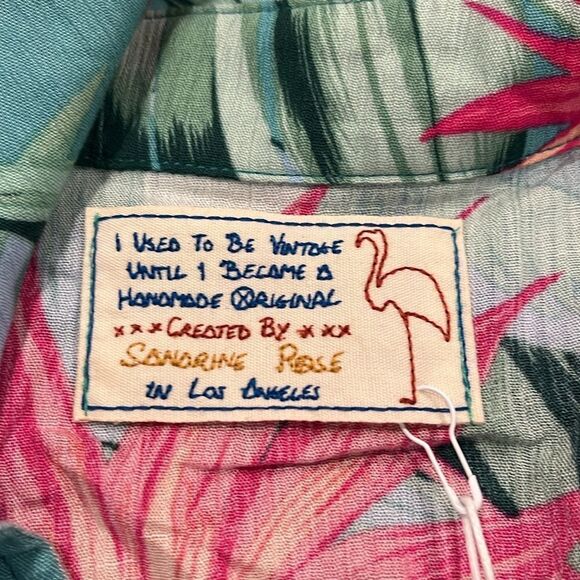 I Used To Be Vintage
Until I Became A
Handmade Original
x x x Created By x x x
Sandrine Rose
in Los Angeles